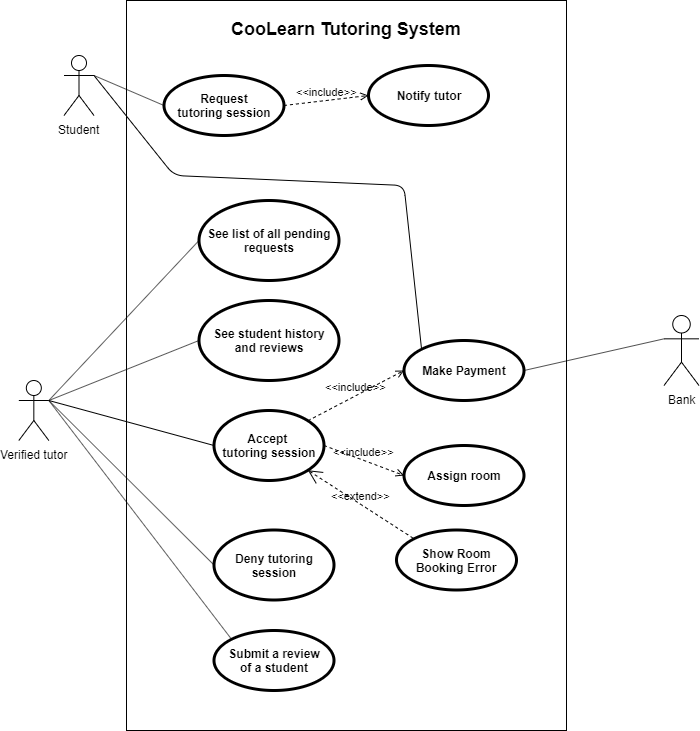 CooLearn Tutoring System
Student
Request
tutoring session
<<include>>
Notify tutor
See list of all pending
requests
See student history
and reviews
Make Payment
Bank
<<include>>
Verified tutor
Accept
tutoring session
<<include>>
Assign room
<<extend>>
Show Room
Booking Error
Deny tutoring
session
Submit a review
of a student